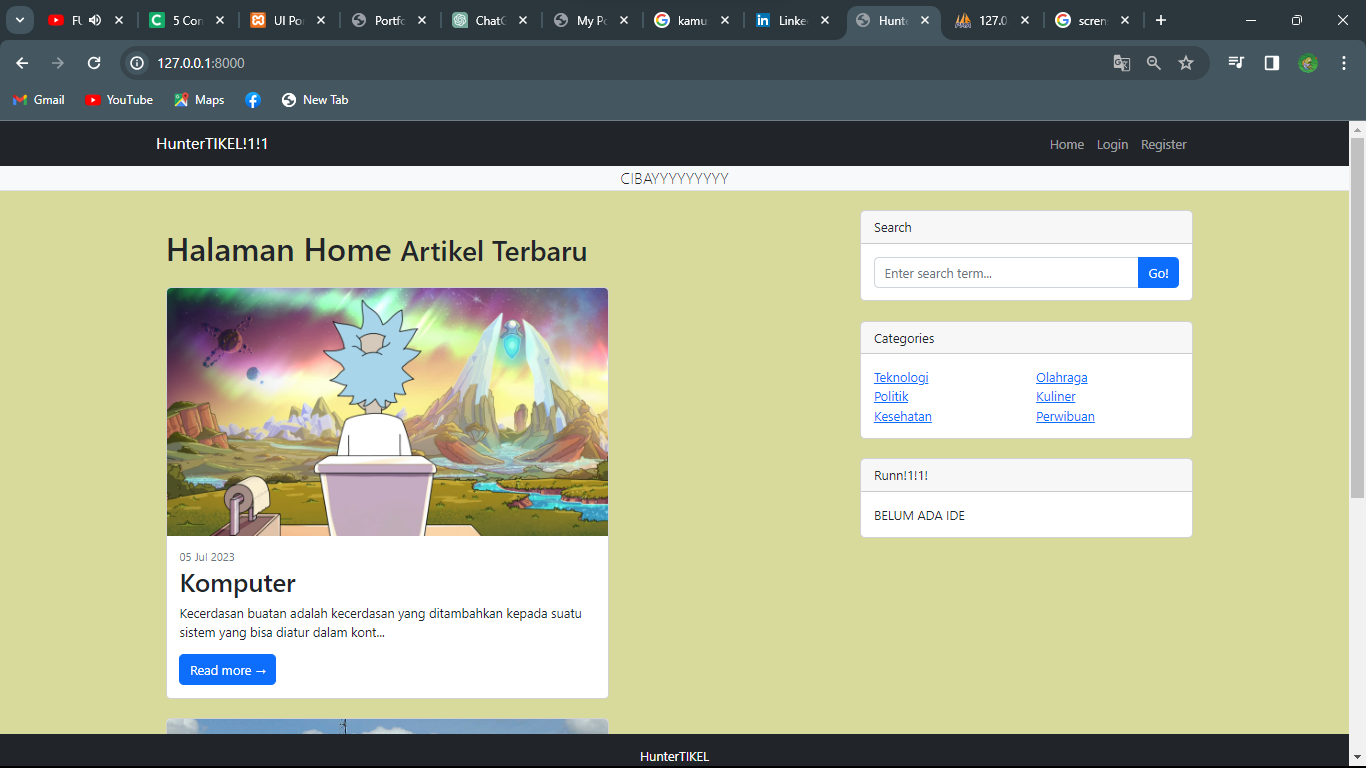 FU
5 Con
UI Po
Portfo
ChatG
My Po
kamu
Linke
Hunte
127.0
scren
127.0.0.1:8000
Gmail
YouTube
Maps
New Tab
HunterTIKEL!1!1
Home Login Register
CIBAYYYYYYYYY
Halaman Home Artikel Terbaru
05 Jul 2023
Komputer
Kecerdasan buatan adalah kecerdasan yang ditambahkan kepada suatu
sistem yang bisa diatur dalam kont...
Read more →
Search
Enter search term... Go!
Categories
Teknologi Olahraga
Politik Kuliner
Kesehatan Perwibuan
Runn!1!1!
BELUM ADA IDE
HunterTIKEL